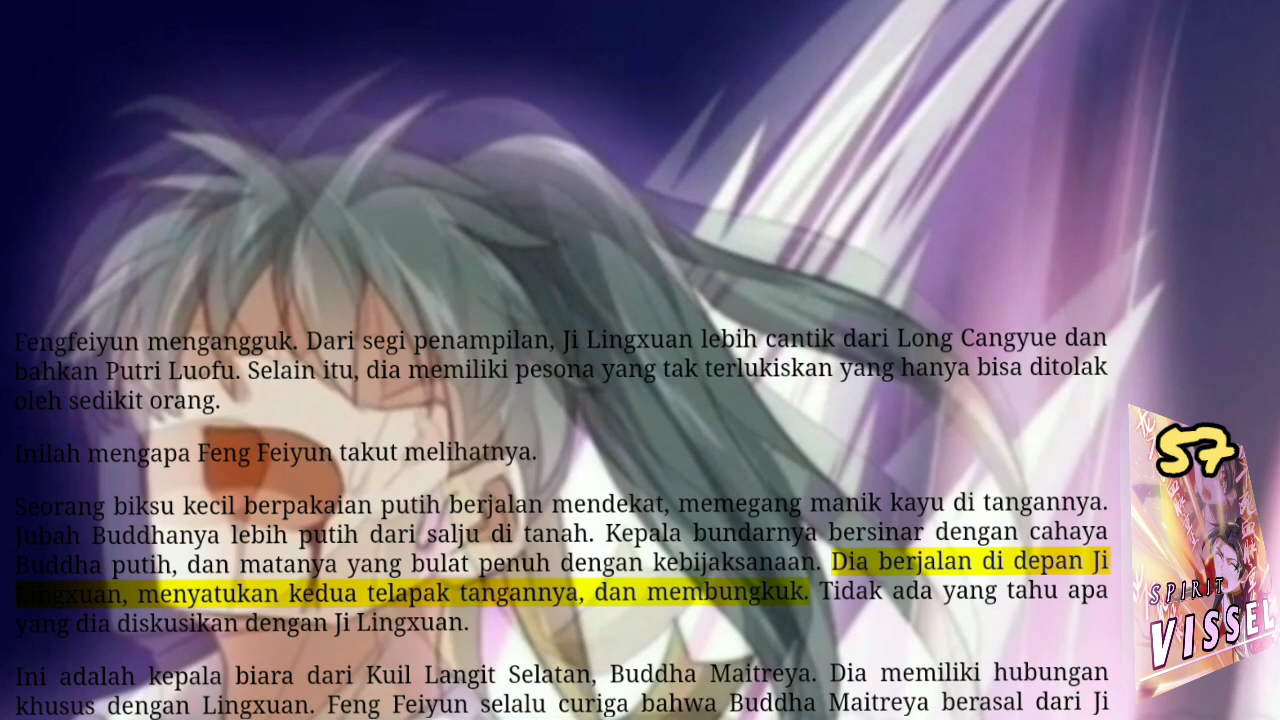 Fengfeiyun mengangguk. Dari segi penampilan, Ji Lingxuan lebih cantik dari Long Cangyue dan
bahkan Putri Luofu. Selain itu, dia memiliki pesona yang tak terlukiskan yang hanya bisa ditolak
oleh sedikit orang.
Inilah mengapa Feng Feiyun takut melihatnya.
Seorang biksu kecil berpakaian putih berjalan mendekat, memegang manik kayu di tangannya.
Jubah Buddhanya lebih putih dari salju di tanah. Kepala bundarnya bersinar dengan cahaya
Buddha putih, dan matanya yang bulat penuh dengan kebijaksanaan. Dia berjalan di depan Ji
Lingxuan, menyatukan kedua telapak tangannya, dan membungkuk. Tidak ada yang tahu apa
yang dia diskusikan dengan Ji Lingxuan.
Ini adalah kepala biara dari Kuil Langit Selatan, Buddha Maitreya. Dia memiliki hubungan
khusus dengan Lingxuan. Feng Feiyun selalu curiga bahwa Buddha Maitreya berasal dari Ji
S7
SPIRIT
VISSEL